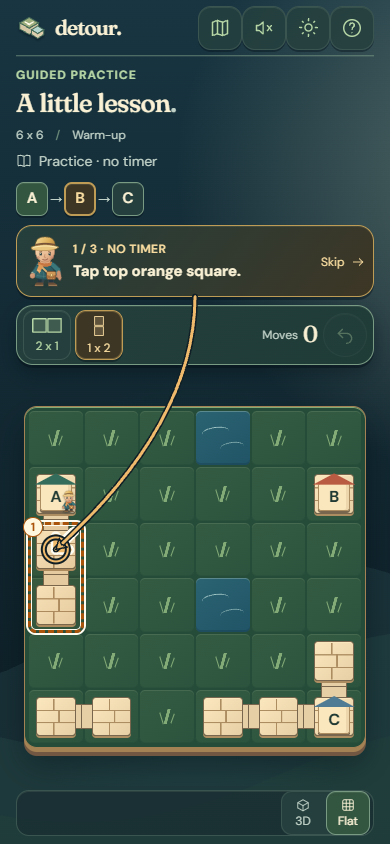 detour.
GUIDED PRACTICE
A little lesson.
6 x 6 / Warm-up
Practice · no timer
A → B → C
1 / 3 · NO TIMER
Tap top orange square.
Skip →
2 x 1
1 x 2
Moves 0
A
B
1
C
3D
Flat